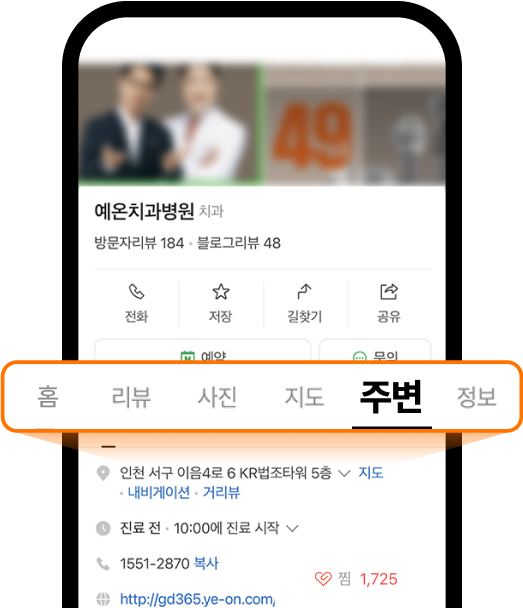 49
예온치과병원 치과
방문자리뷰 184 · 블로그리뷰 48
전화 저장 길찾기 공유
예약 문의
홈 리뷰 사진 지도 주변 정보
인천 서구 이음4로 6 KR법조타워 5층 지도
· 내비게이션 · 거리뷰
진료 전 · 10:00에 진료 시작
1551-2870 복사
찜 1,725
http://gd365.ye-on.com/